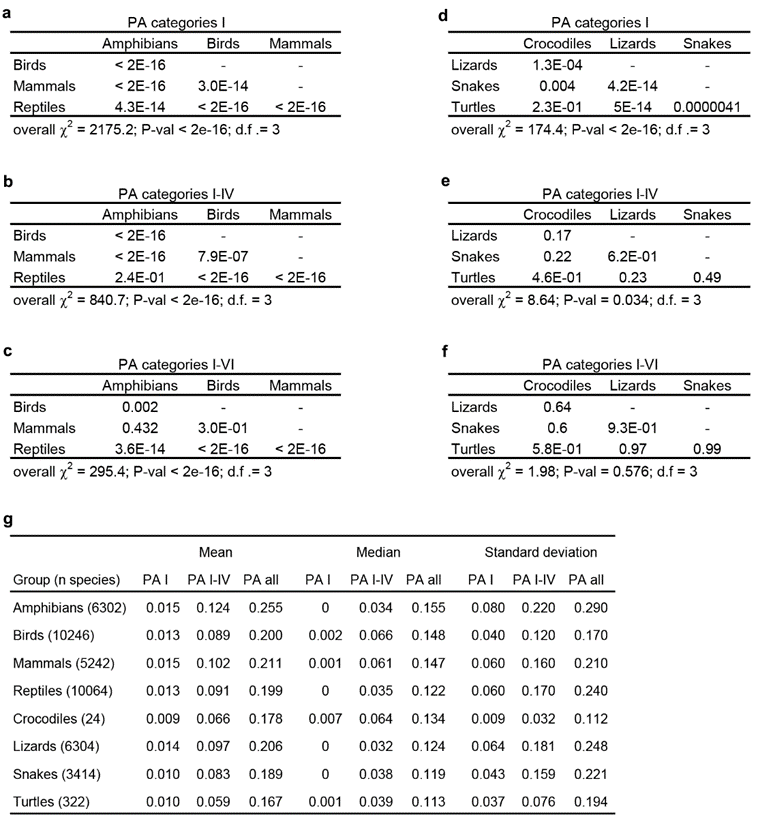 a
PA categories I
Amphibians Birds Mammals
Birds < 2E-16 - -
Mammals < 2E-16 3.0E-14 -
Reptiles 4.3E-14 < 2E-16 < 2E-16
overall χ² = 2175.2; P-val < 2e-16; d.f .= 3
b
PA categories I-IV
Amphibians Birds Mammals
Birds < 2E-16 - -
Mammals < 2E-16 7.9E-07 -
Reptiles 2.4E-01 < 2E-16 < 2E-16
overall χ² = 840.7; P-val < 2e-16; d.f. = 3
c
PA categories I-VI
Amphibians Birds Mammals
Birds 0.002 - -
Mammals 0.432 3.0E-01 -
Reptiles 3.6E-14 < 2E-16 < 2E-16
overall χ² = 295.4; P-val < 2e-16; d.f .= 3
d
PA categories I
Crocodiles Lizards Snakes
Lizards 1.3E-04 - -
Snakes 0.004 4.2E-14 -
Turtles 2.3E-01 5E-14 0.0000041
overall χ² = 174.4; P-val < 2e-16; d.f. = 3
e
PA categories I-IV
Crocodiles Lizards Snakes
Lizards 0.17 - -
Snakes 0.22 6.2E-01 -
Turtles 4.6E-01 0.23 0.49
overall χ² = 8.64; P-val = 0.034; d.f. = 3
f
PA categories I-VI
Crocodiles Lizards Snakes
Lizards 0.64 - -
Snakes 0.6 9.3E-01 -
Turtles 5.8E-01 0.97 0.99
overall χ² = 1.98; P-val = 0.576; d.f = 3
g
Mean Median Standard deviation
Group (n species) PA I PA I-IV PA all PA I PA I-IV PA all PA I PA I-IV PA all
Amphibians (6302) 0.015 0.124 0.255 0 0.034 0.155 0.080 0.220 0.290
Birds (10246) 0.013 0.089 0.200 0.002 0.066 0.148 0.040 0.120 0.170
Mammals (5242) 0.015 0.102 0.211 0.001 0.061 0.147 0.060 0.160 0.210
Reptiles (10064) 0.013 0.091 0.199 0 0.035 0.122 0.060 0.170 0.240
Crocodiles (24) 0.009 0.066 0.178 0.007 0.064 0.134 0.009 0.032 0.112
Lizards (6304) 0.014 0.097 0.206 0 0.032 0.124 0.064 0.181 0.248
Snakes (3414) 0.010 0.083 0.189 0 0.038 0.119 0.043 0.159 0.221
Turtles (322) 0.010 0.059 0.167 0.001 0.039 0.113 0.037 0.076 0.194